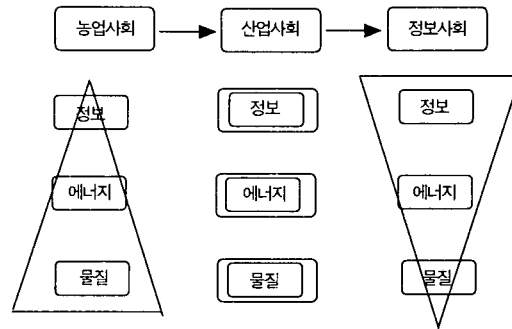 농업사회 산업사회 정보사회
정보 정보 정보
에너지 에너지 에너지
물질 물질 물질